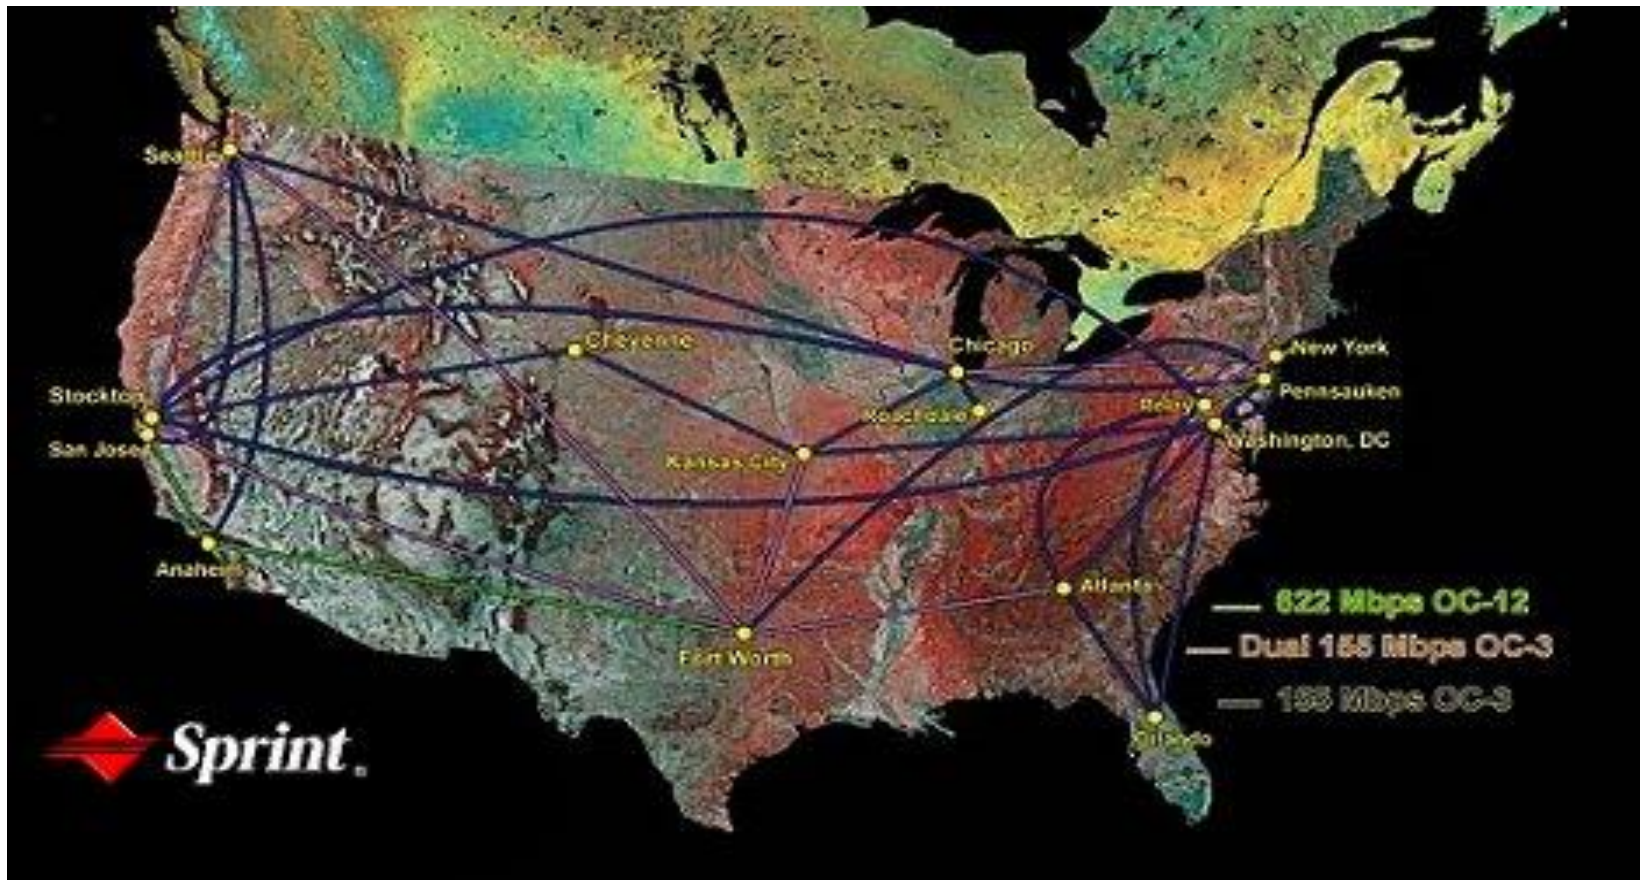 Seattle
Cheyenne
Chicago
New York
Stockton
Pennsauken
Roachdale
Relay
San Jose
Washington, DC
Kansas City
Anaheim
Atlanta
622 Mbps OC-12
Fort Worth
Dual 155 Mbps OC-3
155 Mbps OC-3
Orlando
Sprint